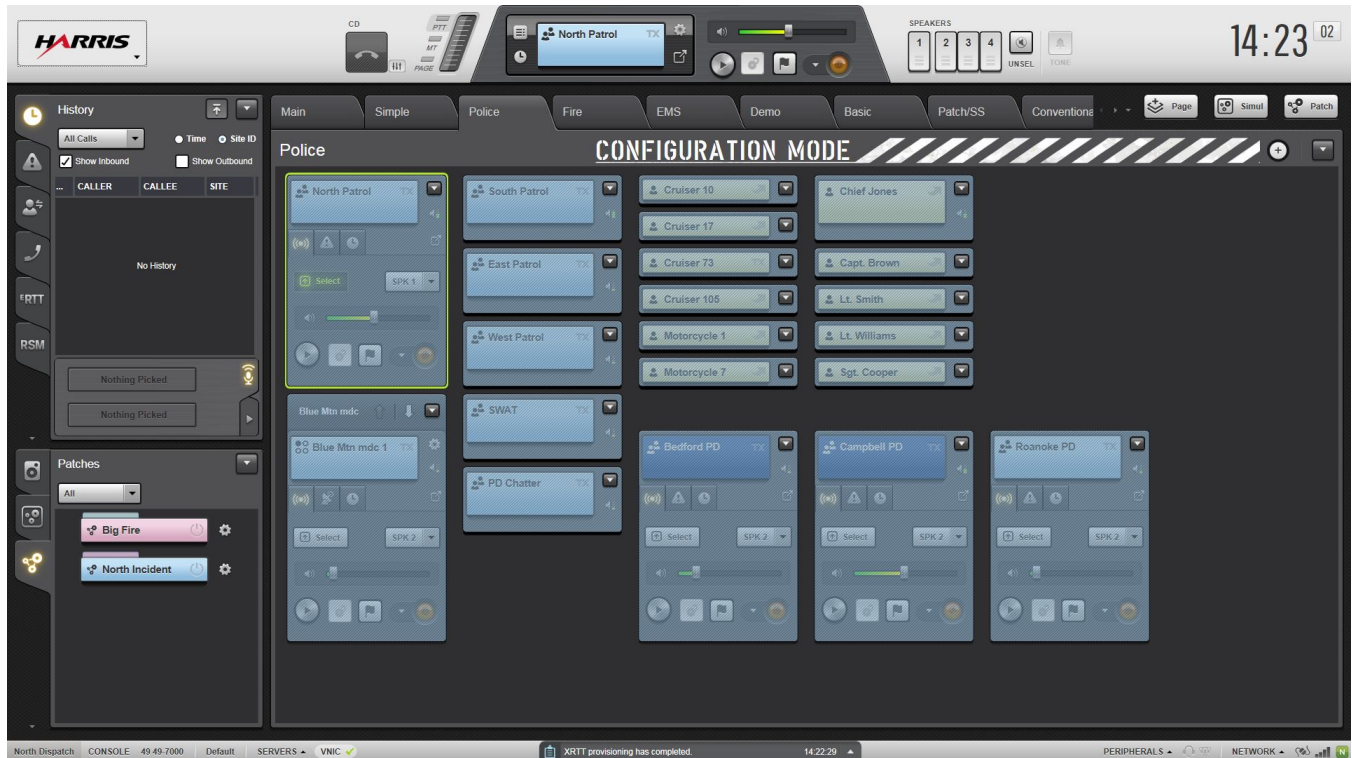 HARRIS
CD
PTT
MT
PAGE
North Patrol TX
SPEAKERS
1 2 3 4
UNSEL
TONE
14:23 02
History
All Calls
Time Site ID
Show Inbound Show Outbound
... CALLER CALLEE SITE
No History
ERTT
RSM
Nothing Picked
Nothing Picked
Patches
All
Big Fire
North Incident
Main Simple Police Fire EMS Demo Basic Patch/SS Conventiona
Page Simul Patch
Police
CONFIGURATION MODE
North Patrol TX
Select SPK 1
Blue Mtn mdc
Blue Mtn mdc 1 TX
Select SPK 2
South Patrol TX
East Patrol TX
West Patrol TX
SWAT TX
PD Chatter TX
Cruiser 10
Cruiser 17
Cruiser 73 TX
Cruiser 105
Motorcycle 1
Motorcycle 7
Chief Jones
Capt. Brown
Lt. Smith
Lt. Williams
Sgt. Cooper
Bedford PD TX
Select SPK 2
Campbell PD TX
Select SPK 2
Roanoke PD TX
Select SPK 2
North Dispatch CONSOLE 49 49-7000 Default SERVERS VNIC
XRTT provisioning has completed. 14:22:29
PERIPHERALS NETWORK N